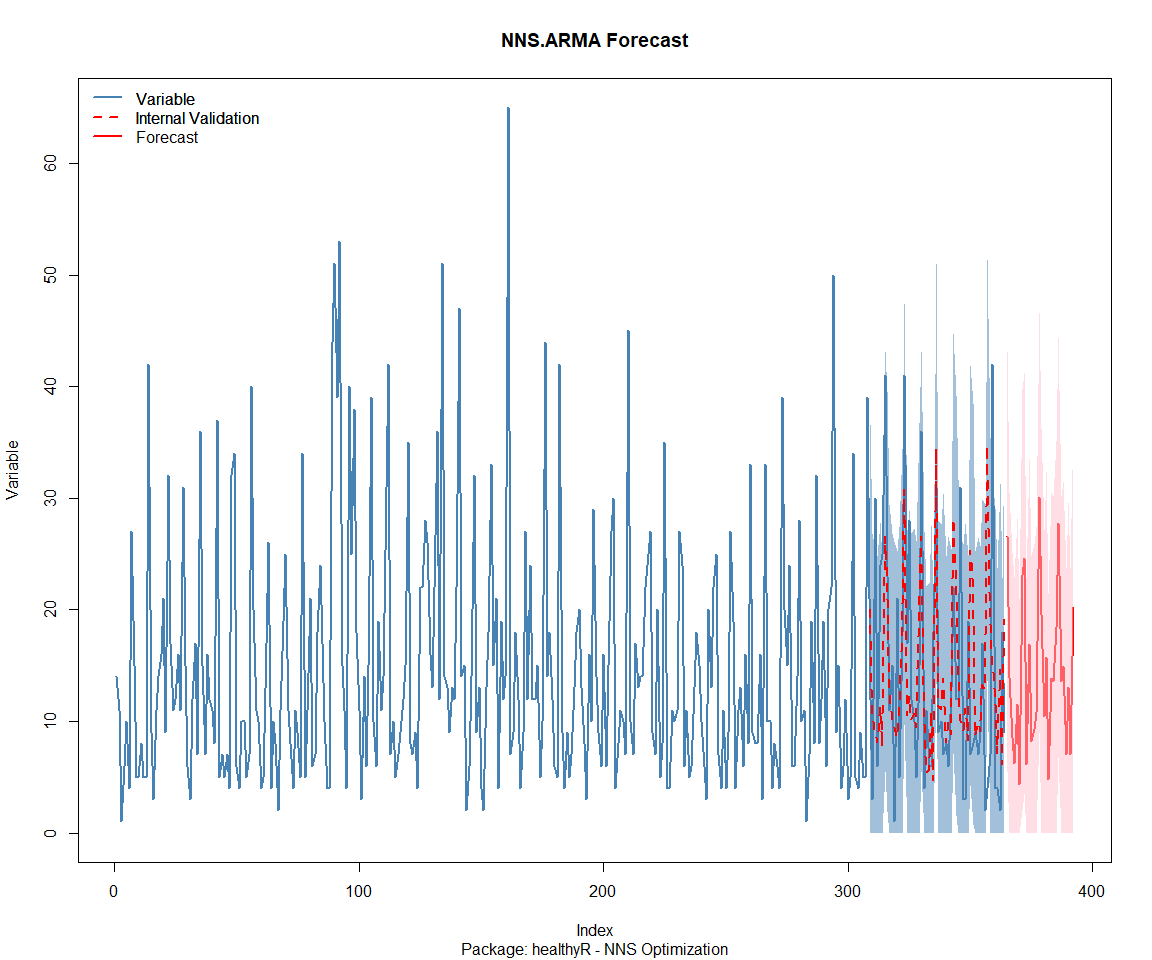 NNS.ARMA Forecast
Variable
Internal Validation
Forecast
Variable
60
50
40
30
20
10
0
0 100 200 300 400
Index
Package: healthyR - NNS Optimization